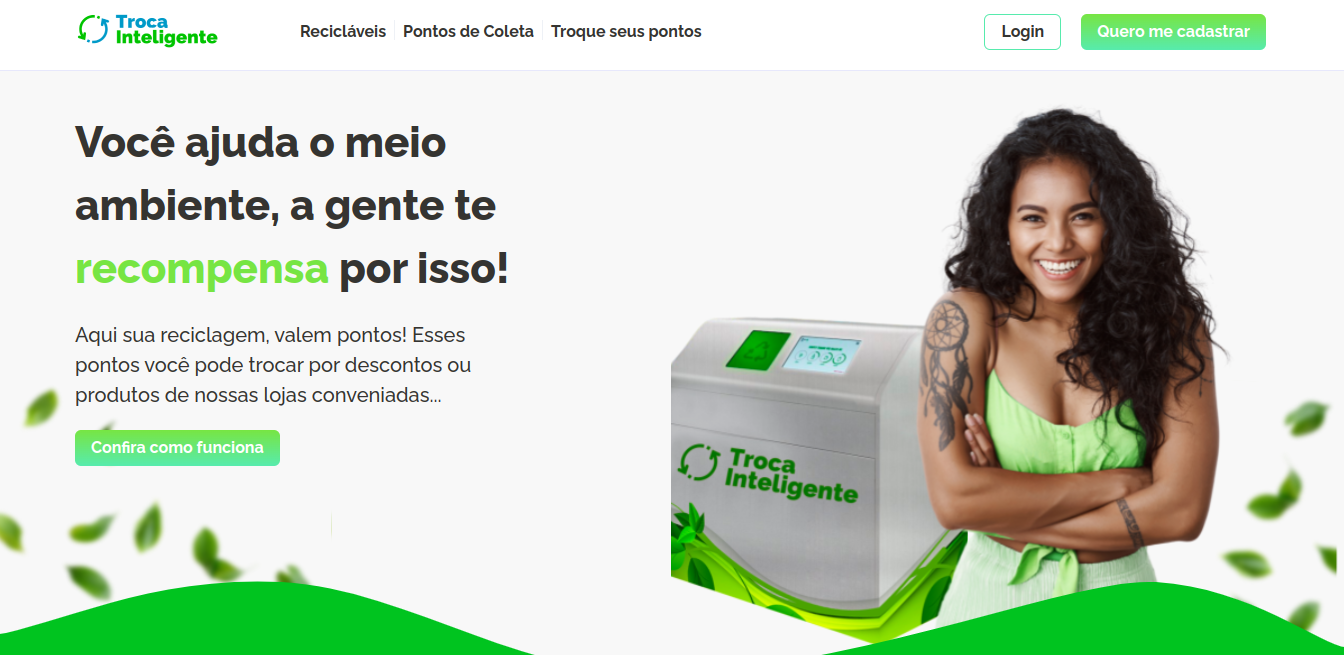 Troca
Inteligente
Recicláveis
Pontos de Coleta
Troque seus pontos
Login
Quero me cadastrar
Você ajuda o meio
ambiente, a gente te
recompensa por isso!
Aqui sua reciclagem, valem pontos! Esses
pontos você pode trocar por descontos ou
produtos de nossas lojas conveniadas...
Confira como funciona
Troca
Inteligente